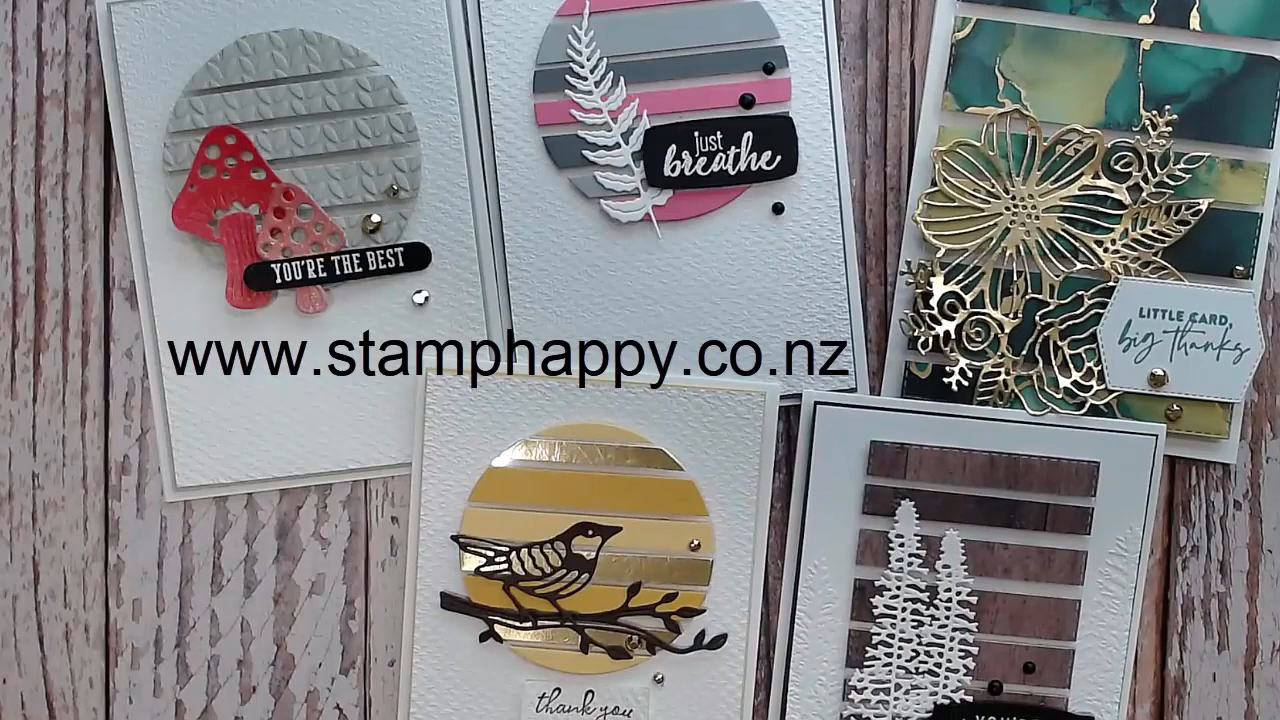 just
breathe
YOU'RE THE BEST
LITTLE CARD,
big thanks
www.stamphappy.co.nz
thank you